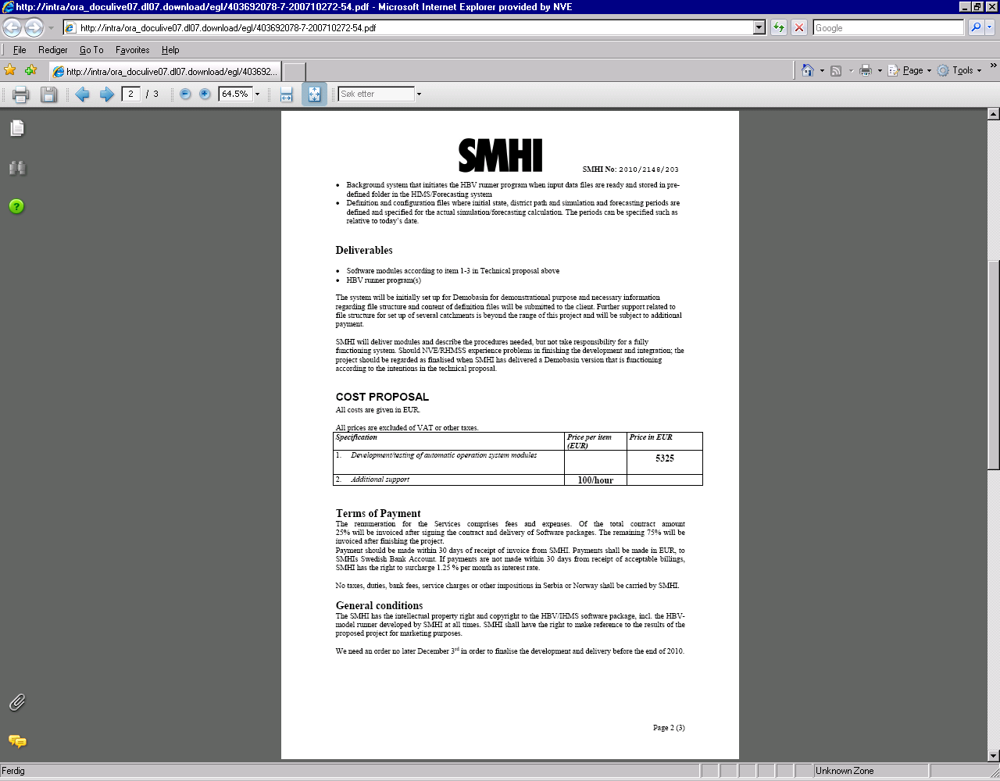 http://intra/ora_doculive07.dl07.download/egl/403692078-7-200710272-54.pdf - Microsoft Internet Explorer provided by NVE
http://intra/ora_doculive07.dl07.download/egl/403692078-7-200710272-54.pdf
Google
File Rediger Go To Favorites Help
http://intra/ora_doculive07.dl07.download/egl/403692...
Page Tools
2 / 3 64.5% Søk etter
SMHI
SMHI No: 2010/2148/203
• Background system that initiates the HBV runner program when input data files are ready and stored in pre-
defined folder in the HIMS/Forecasting system
• Definition and configuration files where initial state, district path and simulation and forecasting periods are
defined and specified for the actual simulation/forecasting calculation. The periods can be specified such as
relative to today's date.
Deliverables
• Software modules according to item 1-3 in Technical proposal above
• HBV runner program(s)
The system will be initially set up for Demobasin for demonstrational purpose and necessary information
regarding file structure and content of definition files will be submitted to the client. Further support related to
file structure for set up of several catchments is beyond the range of this project and will be subject to additional
payment.
SMHI will deliver modules and describe the procedures needed, but not take responsibility for a fully
functioning system. Should NVE/RHMSS experience problems in finishing the development and integration; the
project should be regarded as finalised when SMHI has delivered a Demobasin version that is functioning
according to the intentions in the technical proposal.
COST PROPOSAL
All costs are given in EUR.
All prices are excluded of VAT or other taxes.
Specification Price per item (EUR) Price in EUR
1. Development/testing of automatic operation system modules 5325
2. Additional support 100/hour
Terms of Payment
The remuneration for the Services comprises fees and expenses. Of the total contract amount
25% will be invoiced after signing the contract and delivery of Software packages. The remaining 75% will be
invoiced after finishing the project.
Payment should be made within 30 days of receipt of invoice from SMHI. Payments shall be made in EUR, to
SMHIs Swedish Bank Account. If payments are not made within 30 days from receipt of acceptable billings,
SMHI has the right to surcharge 1.25 % per month as interest rate.
No taxes, duties, bank fees, service charges or other impositions in Serbia or Norway shall be carried by SMHI.
General conditions
The SMHI has the intellectual property right and copyright to the HBV/IHMS software package, incl. the HBV-
model runner developed by SMHI at all times. SMHI shall have the right to make reference to the results of the
proposed project for marketing purposes.
We need an order no later December 3rd in order to finalise the development and delivery before the end of 2010.
Page 2 (3)
Ferdig Unknown Zone